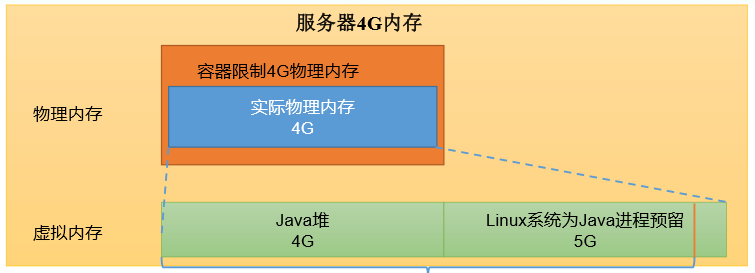 服务器4G内存
容器限制4G物理内存
物理内存
实际物理内存
4G
虚拟内存
Java堆
4G
Linux系统为Java进程预留
5G